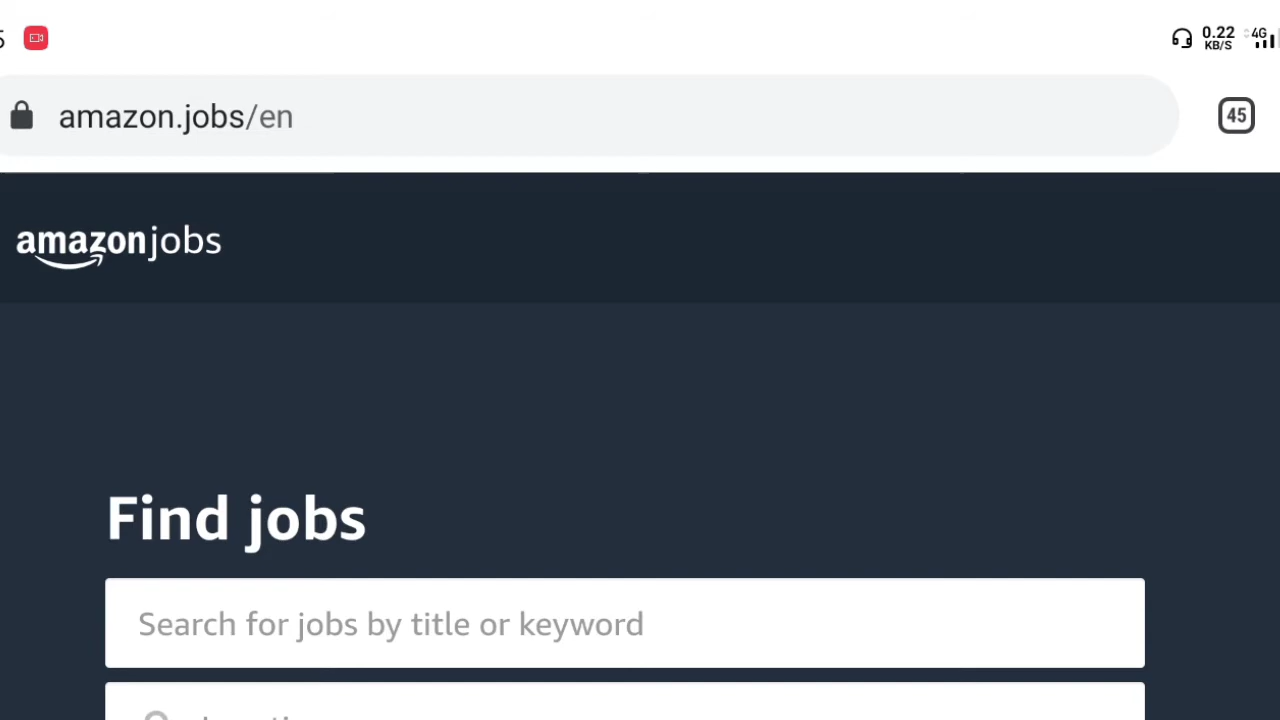 0.22
KB/S
4G
amazon.jobs/en
45
amazonjobs
Find jobs
Search for jobs by title or keyword